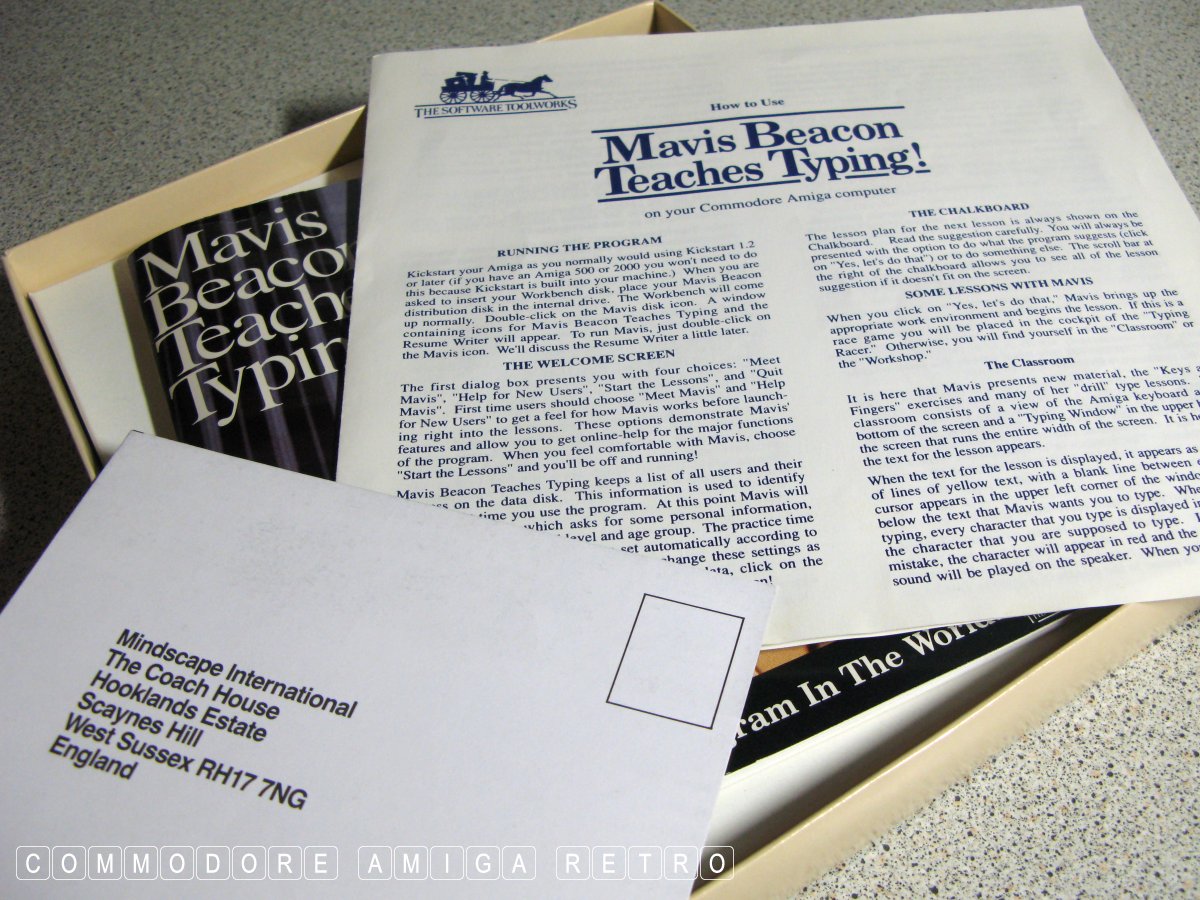 THE SOFTWARE TOOLWORKS
How to Use
Mavis Beacon
Teaches Typing!
on your Commodore Amiga computer
RUNNING THE PROGRAM
Kickstart your Amiga as you normally would using Kickstart 1.2
or later (if you have an Amiga 500 or 2000 you won't need to do
this because Kickstart is built into your machine.) When you are
asked to insert your Workbench disk, place your Mavis Beacon
distribution disk in the internal drive. The Workbench will come
up normally. Double-click on the Mavis disk icon. A window
containing icons for Mavis Beacon Teaches Typing and the
Resume Writer will appear. To run Mavis, just double-click on
the Mavis icon. We'll discuss the Resume Writer a little later.
THE WELCOME SCREEN
The first dialog box presents you with four choices: "Meet
Mavis", "Help for New Users", "Start the Lessons", and "Quit
Mavis". First time users should choose "Meet Mavis" and "Help
for New Users" to get a feel for how Mavis works before launch-
ing right into the lessons. These options demonstrate Mavis'
features and allow you to get online-help for the major functions
of the program. When you feel comfortable with Mavis, choose
"Start the Lessons" and you'll be off and running!
Mavis Beacon Teaches Typing keeps a list of all users and their
on the data disk. This information is used to identify
time you use the program. At this point Mavis will
which asks for some personal information,
level and age group. The practice time
set automatically according to
change these settings as
click on the
THE CHALKBOARD
The lesson plan for the next lesson is always shown on the
Chalkboard. Read the suggestion carefully. You will always be
presented with the option to do what the program suggests (click
on "Yes, let's do that") or to do something else. The scroll bar at
the right of the chalkboard allows you to see all of the lesson
suggestion if it doesn't fit on the screen.
SOME LESSONS WITH MAVIS
When you click on "Yes, let's do that," Mavis brings up the
appropriate work environment and begins the lesson. If this is a
race game you will be placed in the cockpit of the "Typing
Racer." Otherwise, you will find yourself in the "Classroom" or
the "Workshop."
The Classroom
It is here that Mavis presents new material, the "Keys
Fingers" exercises and many of her "drill" type lessons.
classroom consists of a view of the Amiga keyboard
bottom of the screen and a "Typing Window" in the upper
the screen that runs the entire width of the screen. It is
the text for the lesson appears.
When the text for the lesson is displayed, it appears as
of lines of yellow text, with a blank line between
cursor appears in the upper left corner of the
below the text that Mavis wants you to type.
typing, every character that you type is displayed
the character that you are supposed to type.
mistake, the character will appear in red and the
sound will be played on the speaker. When
Mavis
Beacon
Teache
Typin
ram In The World
Mindscape International
The Coach House
Hooklands Estate
Scaynes Hill
West Sussex RH17 7NG
England
COMMODORE AMIGA RETRO